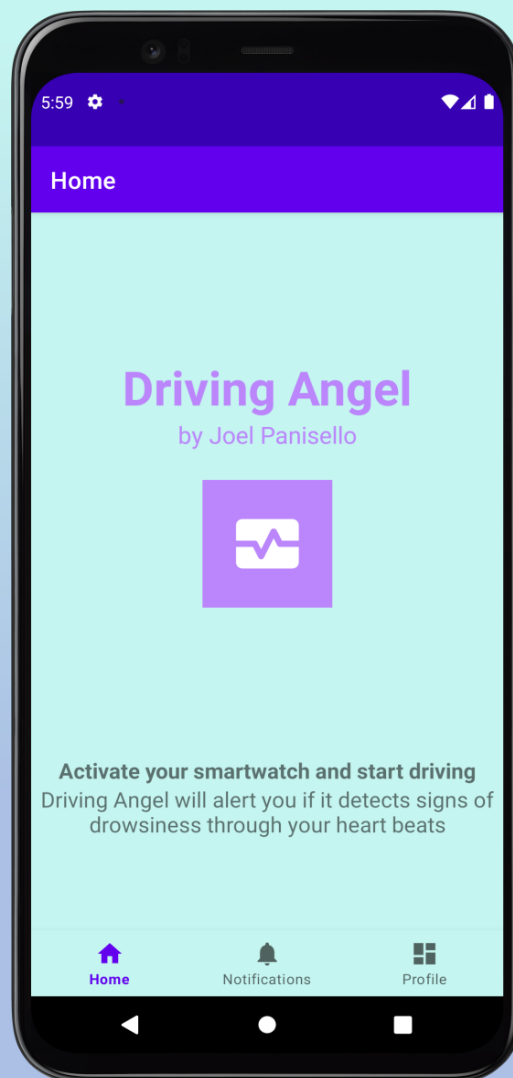 5:59
Home
Driving Angel
by Joel Panisello
Activate your smartwatch and start driving
Driving Angel will alert you if it detects signs of
drowsiness through your heart beats
Home
Notifications
Profile